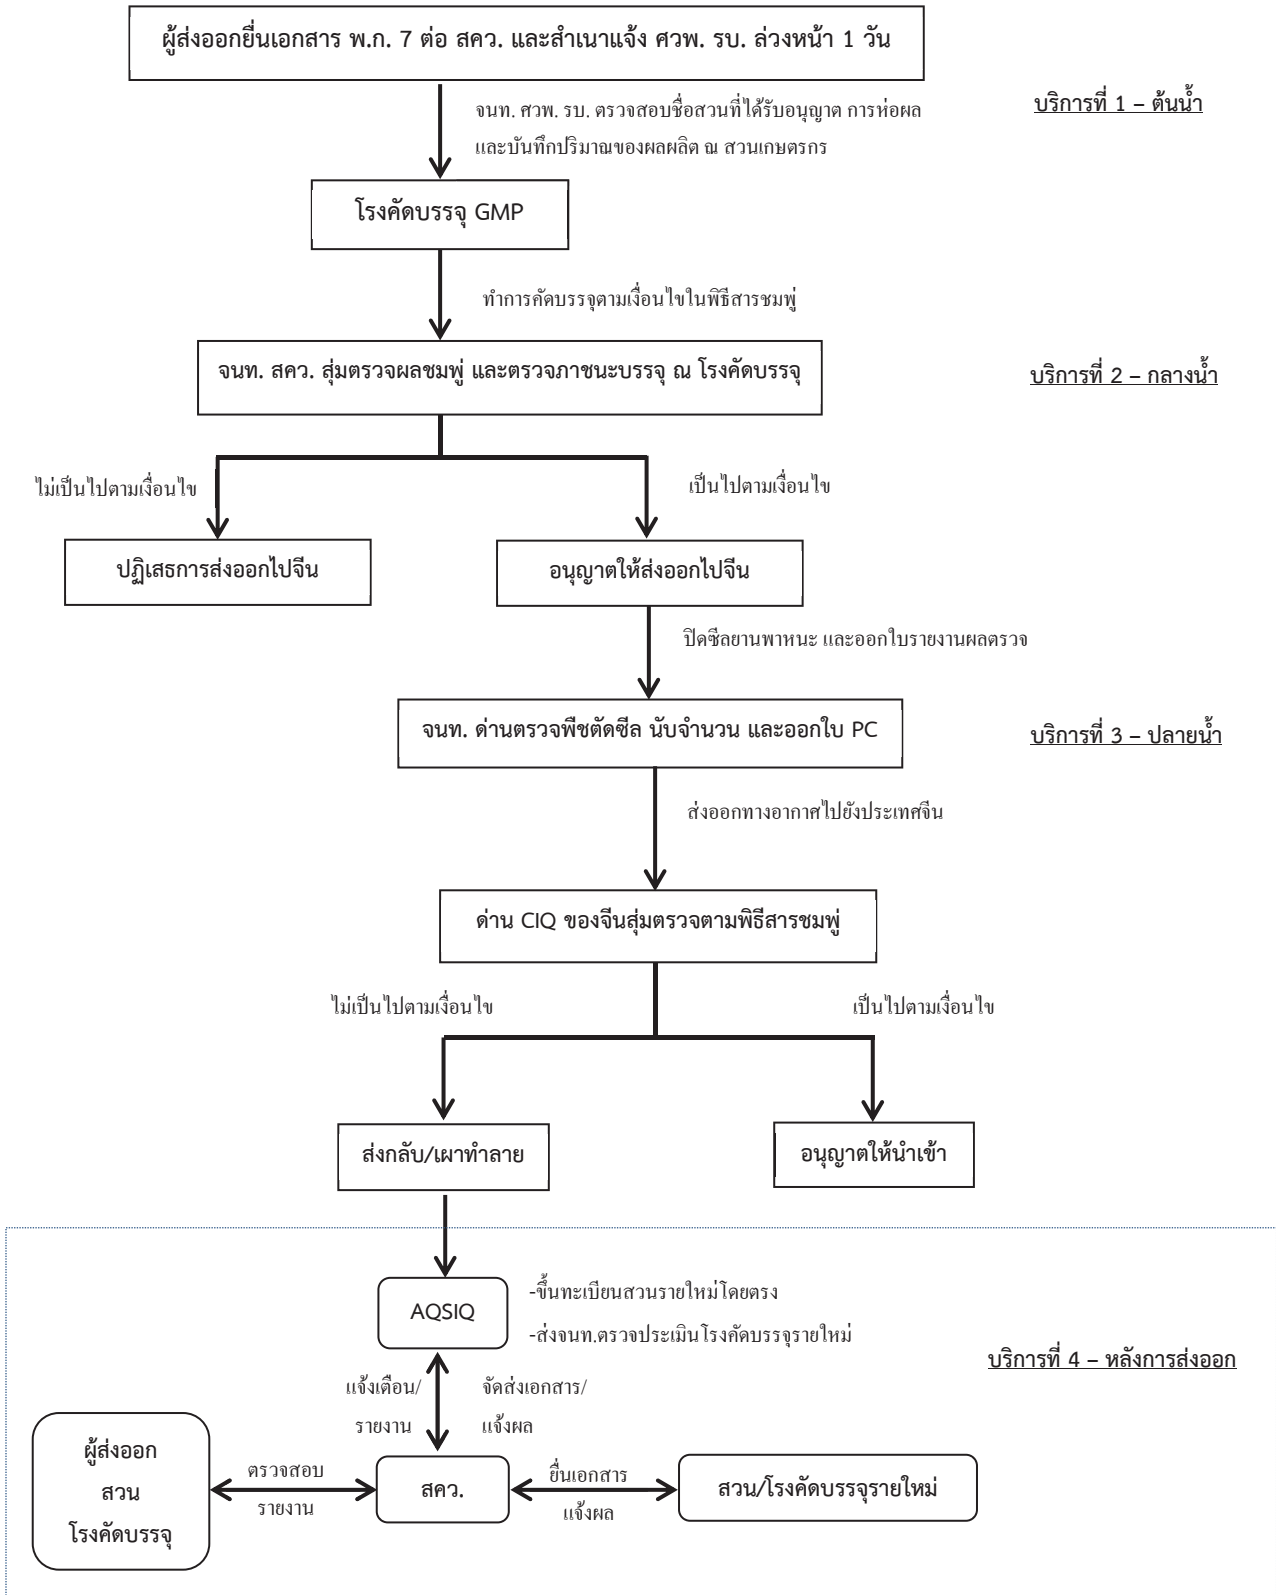 ผู้ส่งออกยื่นเอกสาร พ.ก. 7 ต่อ สคว. และสำเนาแจ้ง ศวพ. รบ. ล่วงหน้า 1 วัน
บริการที่ 1 – ต้นน้ำ
จนท. ศวพ. รบ. ตรวจสอบชื่อสวนที่ได้รับอนุญาต การห่อผล
และบันทึกปริมาณของผลผลิต ณ สวนเกษตรกร
โรงคัดบรรจุ GMP
ทำการคัดบรรจุตามเงื่อนไขในพิธีสารชมพู่
จนท. สคว. สุ่มตรวจผลชมพู่ และตรวจภาชนะบรรจุ ณ โรงคัดบรรจุ
บริการที่ 2 – กลางน้ำ
ไม่เป็นไปตามเงื่อนไข
เป็นไปตามเงื่อนไข
ปฏิเสธการส่งออกไปจีน
อนุญาตให้ส่งออกไปจีน
ปิดซีลยานพาหนะ และออกใบรายงานผลตรวจ
จนท. ด่านตรวจพืชตัดซีล นับจำนวน และออกใบ PC
บริการที่ 3 – ปลายน้ำ
ส่งออกทางอากาศไปยังประเทศจีน
ด่าน CIQ ของจีนสุ่มตรวจตามพิธีสารชมพู่
ไม่เป็นไปตามเงื่อนไข
เป็นไปตามเงื่อนไข
ส่งกลับ/เผาทำลาย
อนุญาตให้นำเข้า
AQSIQ
-ขึ้นทะเบียนสวนรายใหม่โดยตรง
-ส่งจนท.ตรวจประเมินโรงคัดบรรจุรายใหม่
บริการที่ 4 – หลังการส่งออก
แจ้งเตือน/
รายงาน
จัดส่งเอกสาร/
แจ้งผล
ผู้ส่งออก
สวน
โรงคัดบรรจุ
ตรวจสอบ
รายงาน
สคว.
ยื่นเอกสาร
แจ้งผล
สวน/โรงคัดบรรจุรายใหม่